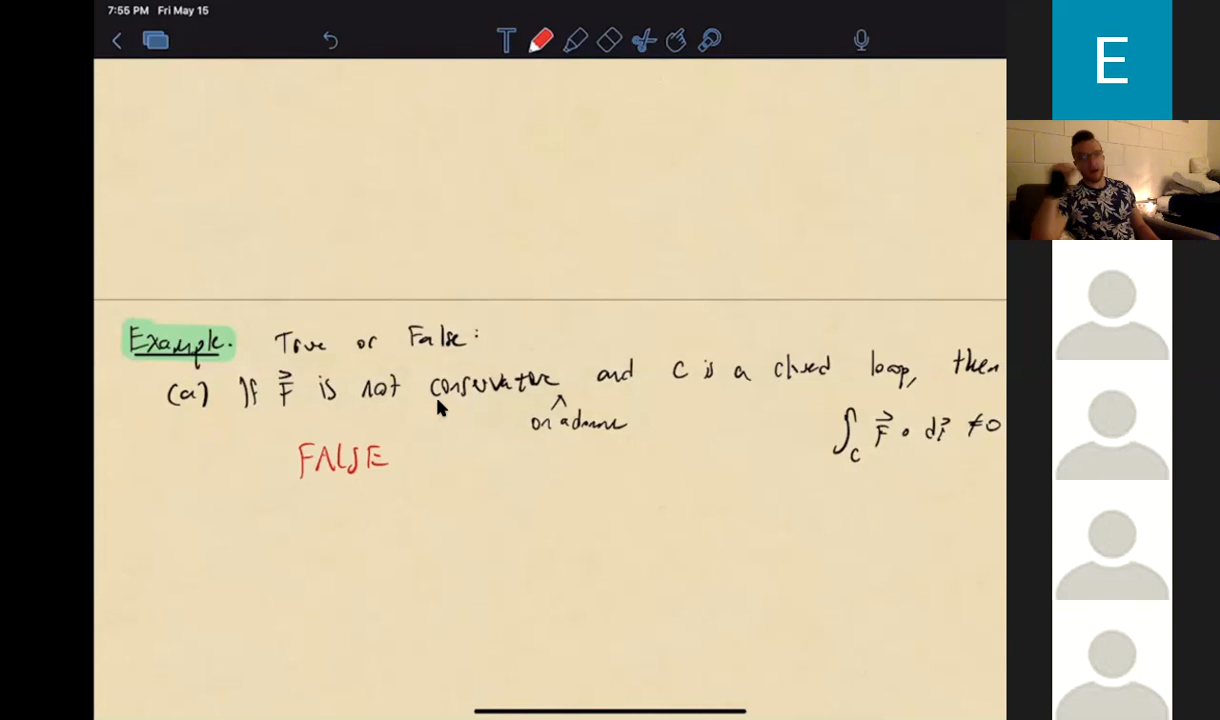 7:55 PM Fri May 15
T
E
Example. True or False:
(a) If F⃗ is not conservative and C is a closed loop, then
on a domain
∫_C F⃗ • dr⃗ ≠ 0
FALSE